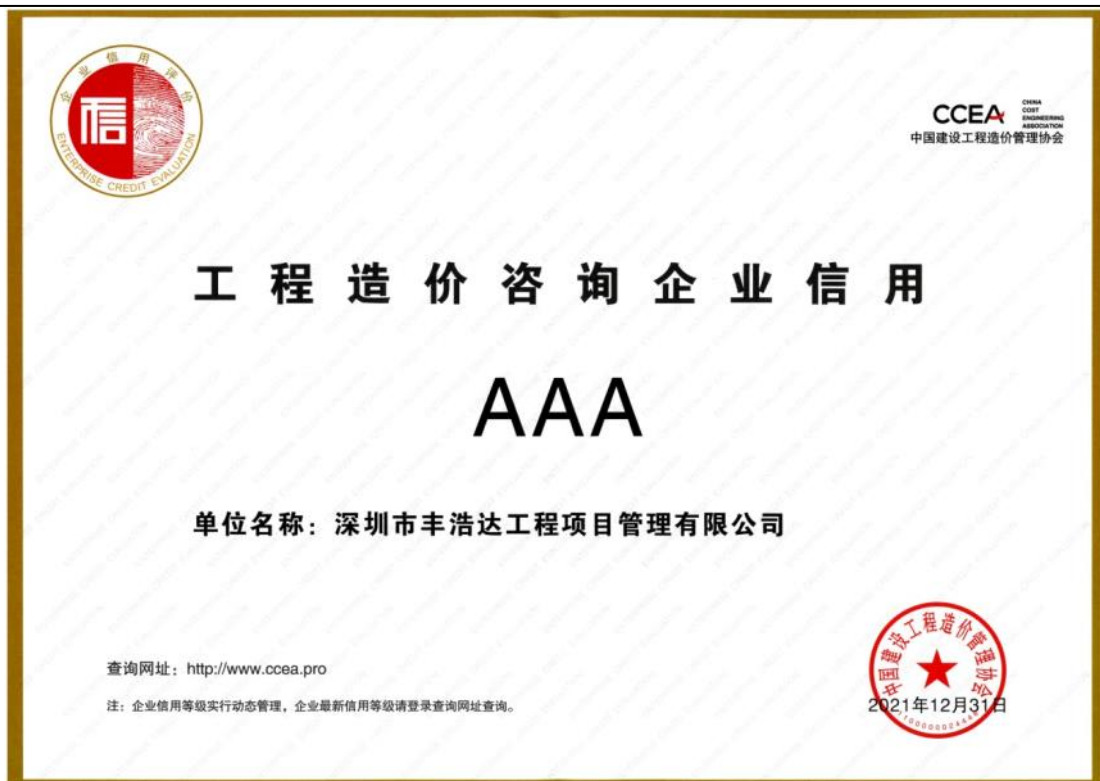 企业信用评价
信
ENTERPRISE CREDIT EVALUATION
CCEA
CHINA
COST
ENGINEERING
ASSOCIATION
中国建设工程造价管理协会
工程造价咨询企业信用
AAA
单位名称：深圳市丰浩达工程项目管理有限公司
查询网址：http://www.ccea.pro
注：企业信用等级实行动态管理，企业最新信用等级请登录查询网址查询。
中国建设工程造价管理协会
2021年12月31日